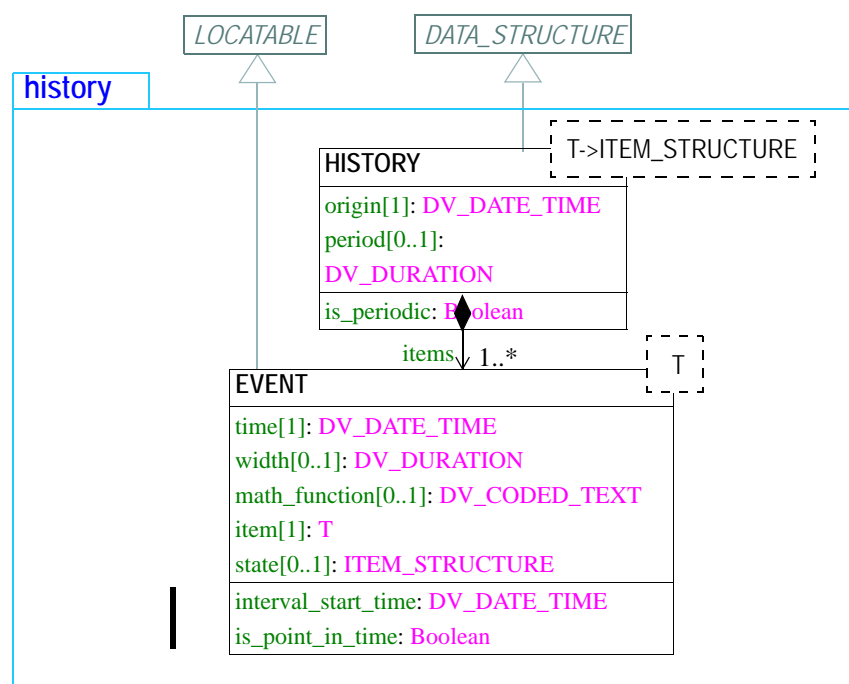 LOCATABLE
DATA_STRUCTURE
history
T->ITEM_STRUCTURE
HISTORY
origin[1]: DV_DATE_TIME
period[0..1]:
DV_DURATION
is_periodic: Boolean
items
1..*
T
EVENT
time[1]: DV_DATE_TIME
width[0..1]: DV_DURATION
math_function[0..1]: DV_CODED_TEXT
item[1]: T
state[0..1]: ITEM_STRUCTURE
interval_start_time: DV_DATE_TIME
is_point_in_time: Boolean